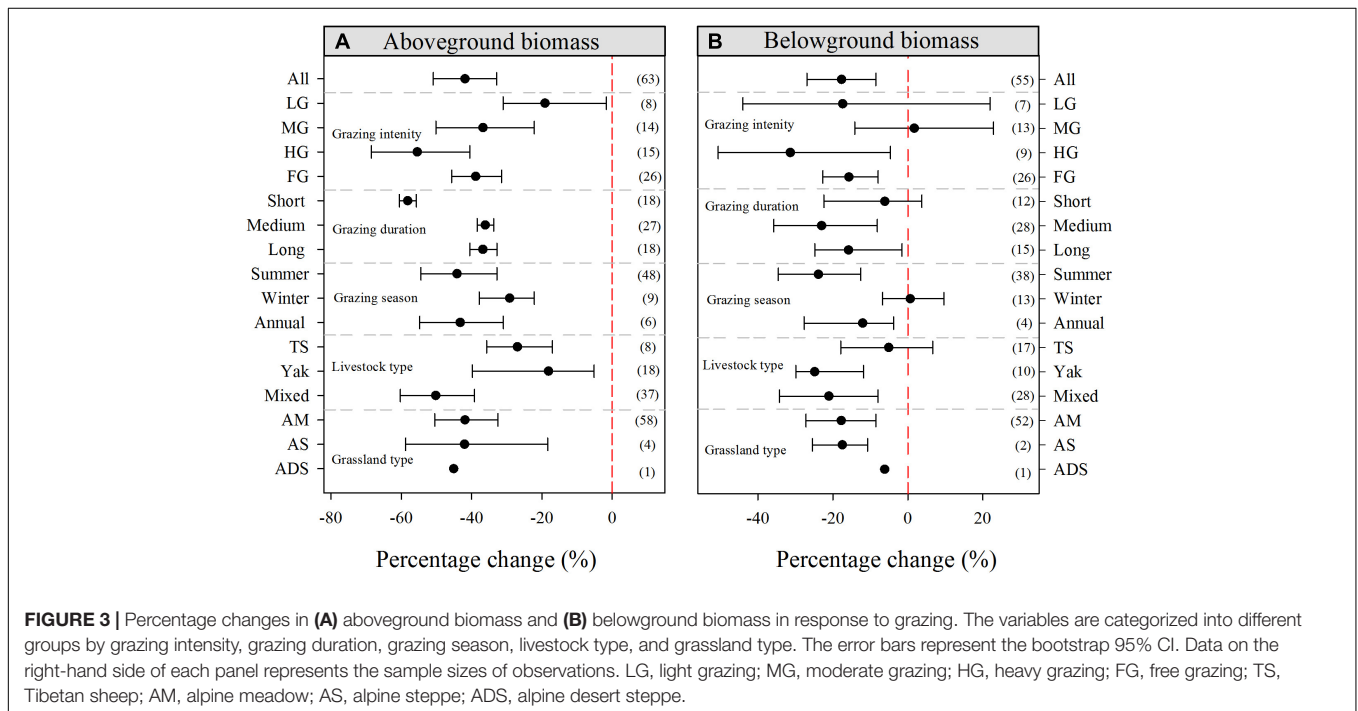 A Aboveground biomass
All (63)
LG (8)
Grazing intenity
MG (14)
HG (15)
FG (26)
Short (18)
Medium (27)
Grazing duration
Long (18)
Summer (48)
Winter Grazing season (9)
Annual (6)
TS (8)
Yak Livestock type (18)
Mixed (37)
AM (58)
AS (4)
Grassland type
ADS (1)
-80 -60 -40 -20 0
Percentage change (%)
B Belowground biomass
(55) All
(7) LG
Grazing intenity
(13) MG
(9) HG
(26) FG
(12) Short
Grazing duration
(28) Medium
(15) Long
(38) Summer
Grazing season (13) Winter
(4) Annual
(17) TS
Livestock type
(10) Yak
(28) Mixed
(52) AM
Grassland type
(2) AS
(1) ADS
-40 -20 0 20
Percentage change (%)
FIGURE 3 | Percentage changes in (A) aboveground biomass and (B) belowground biomass in response to grazing. The variables are categorized into different
groups by grazing intensity, grazing duration, grazing season, livestock type, and grassland type. The error bars represent the bootstrap 95% CI. Data on the
right-hand side of each panel represents the sample sizes of observations. LG, light grazing; MG, moderate grazing; HG, heavy grazing; FG, free grazing; TS,
Tibetan sheep; AM, alpine meadow; AS, alpine steppe; ADS, alpine desert steppe.